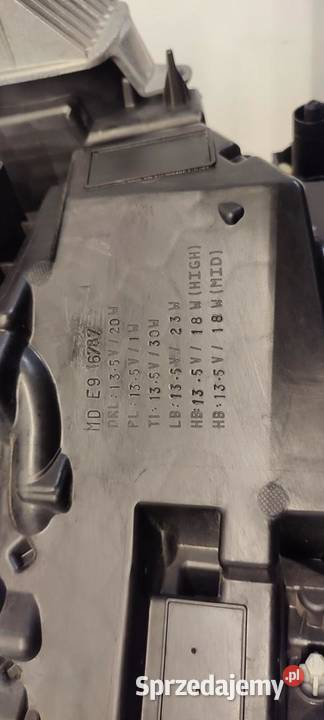 MD E9 16787
DRL:13.5V/20W
PL:13.5V/1W
TI:13.5V/30W
LB:13.5V/23W
HB:13.5V/18W(HIGH)
HB:13.5V/18W(MID)
Sprzedajemy.pl